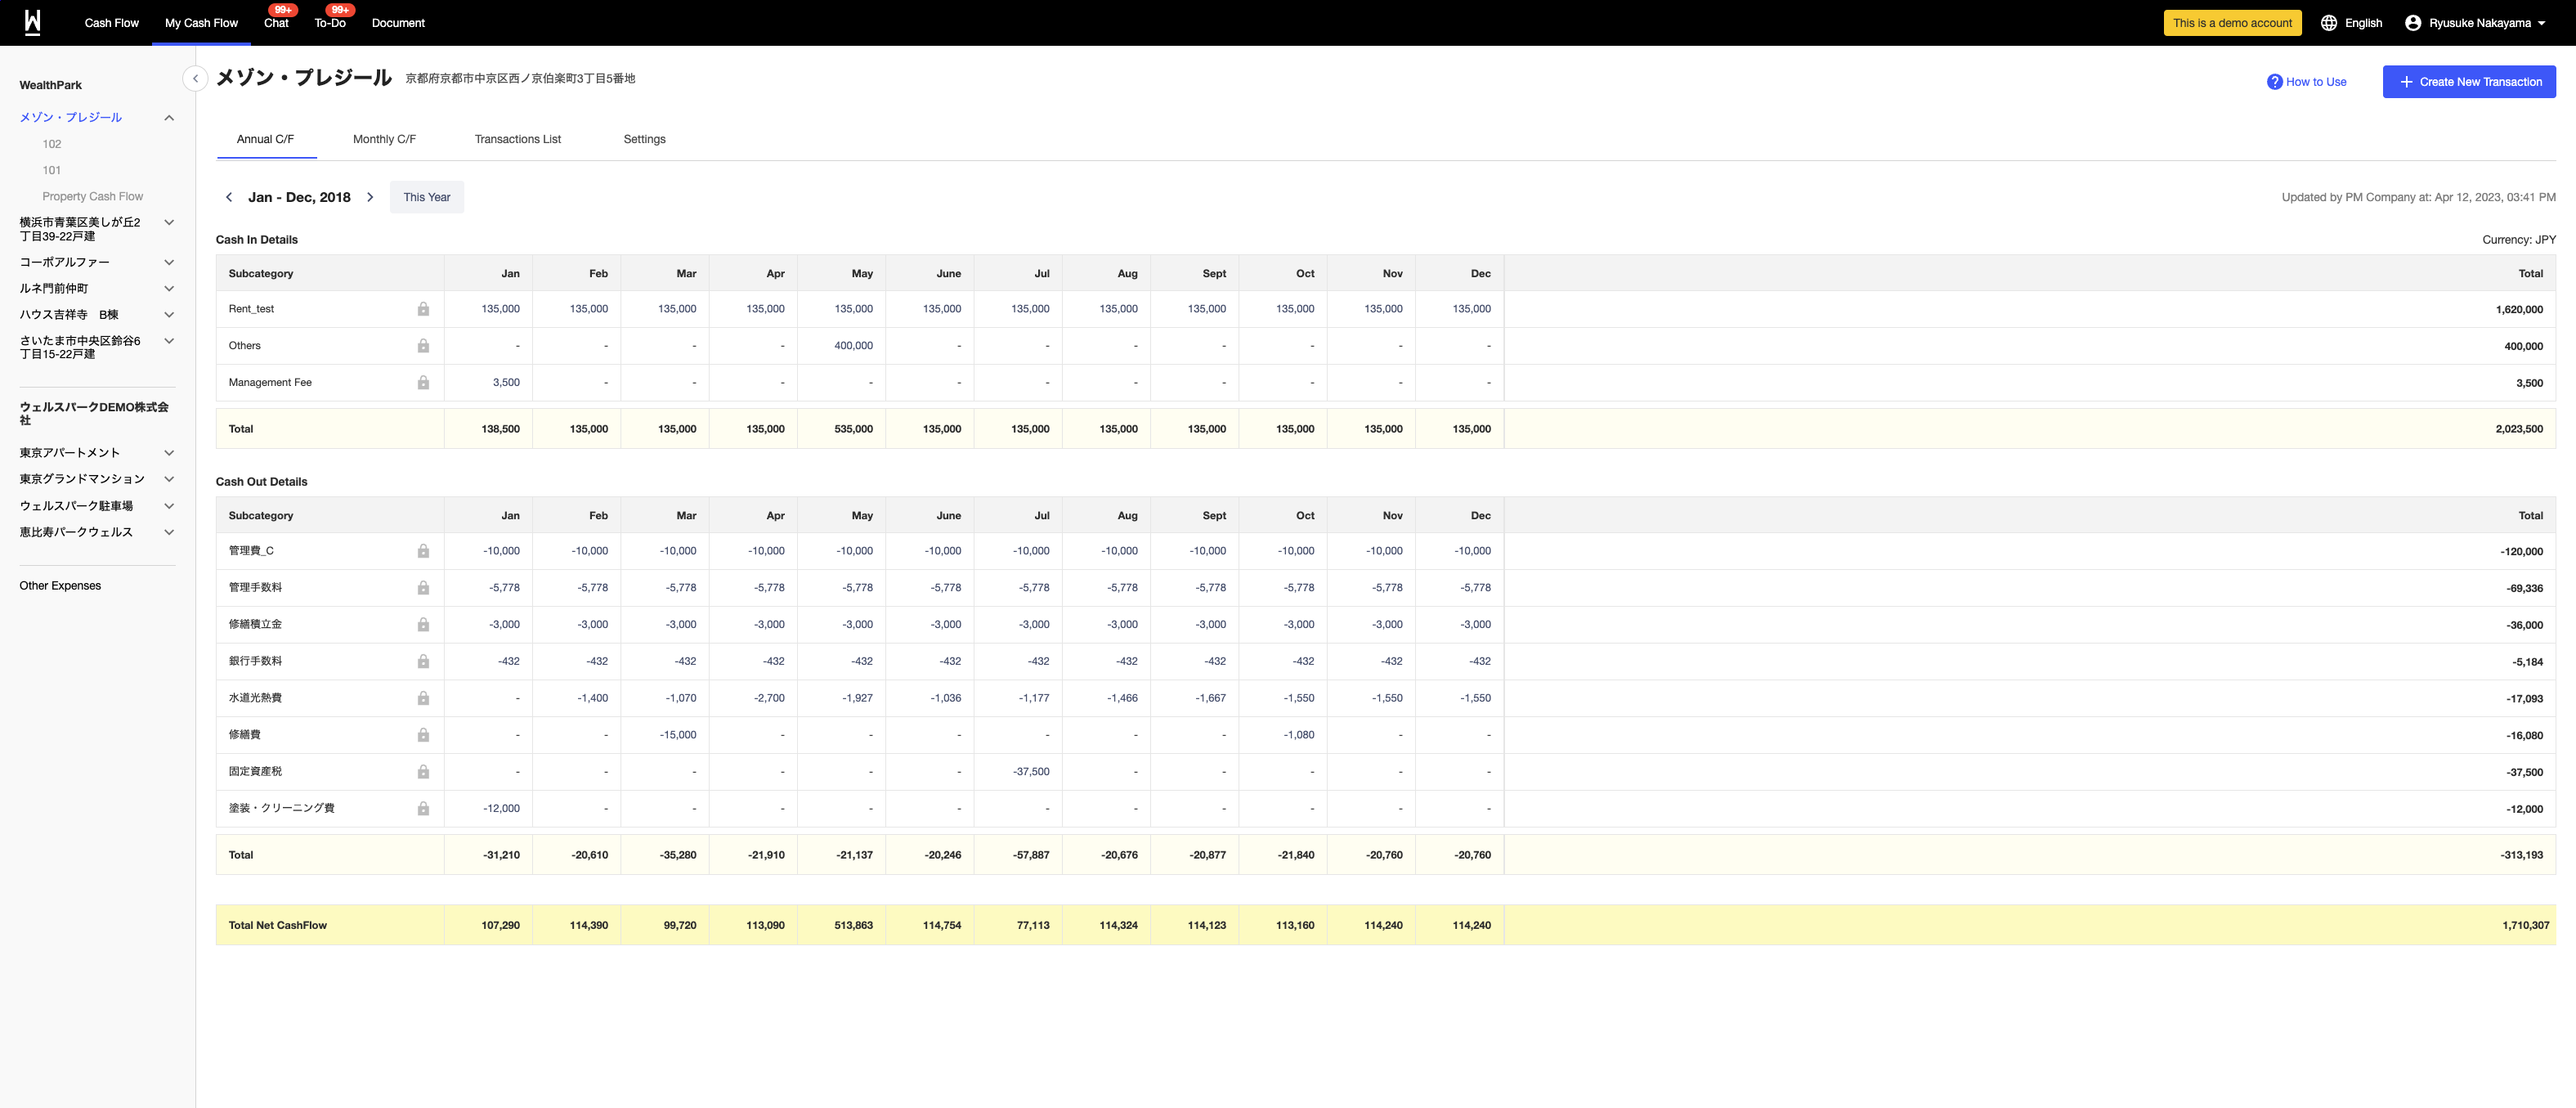 W Cash Flow My Cash Flow 99+ Chat 99+ To-Do Document This is a demo account English Ryusuke Nakayama
WealthPark
メゾン・プレジール
102
101
Property Cash Flow
横浜市青葉区美しが丘2
丁目39-22戸建
コーポアルファー
ルネ門前仲町
ハウス吉祥寺　B棟
さいたま市中央区鈴谷6
丁目15-22戸建
ウェルスパークDEMO株式会
社
東京アパートメント
東京グランドマンション
ウェルスパーク駐車場
恵比寿パークウェルス
Other Expenses
メゾン・プレジール 京都府京都市中京区西ノ京伯楽町3丁目5番地 ? How to Use + Create New Transaction
Annual C/F Monthly C/F Transactions List Settings
Jan - Dec, 2018 This Year Updated by PM Company at: Apr 12, 2023, 03:41 PM
Cash In Details Currency: JPY
Subcategory Jan Feb Mar Apr May June Jul Aug Sept Oct Nov Dec Total
Rent_test 135,000 135,000 135,000 135,000 135,000 135,000 135,000 135,000 135,000 135,000 135,000 135,000 1,620,000
Others - - - - 400,000 - - - - - - - 400,000
Management Fee 3,500 - - - - - - - - - - - 3,500
Total 138,500 135,000 135,000 135,000 535,000 135,000 135,000 135,000 135,000 135,000 135,000 135,000 2,023,500
Cash Out Details
Subcategory Jan Feb Mar Apr May June Jul Aug Sept Oct Nov Dec Total
管理費_C -10,000 -10,000 -10,000 -10,000 -10,000 -10,000 -10,000 -10,000 -10,000 -10,000 -10,000 -10,000 -120,000
管理手数料 -5,778 -5,778 -5,778 -5,778 -5,778 -5,778 -5,778 -5,778 -5,778 -5,778 -5,778 -5,778 -69,336
修繕積立金 -3,000 -3,000 -3,000 -3,000 -3,000 -3,000 -3,000 -3,000 -3,000 -3,000 -3,000 -3,000 -36,000
銀行手数料 -432 -432 -432 -432 -432 -432 -432 -432 -432 -432 -432 -432 -5,184
水道光熱費 - -1,400 -1,070 -2,700 -1,927 -1,036 -1,177 -1,466 -1,667 -1,550 -1,550 -1,550 -17,093
修繕費 - - -15,000 - - - - - - -1,080 - - -16,080
固定資産税 - - - - - - -37,500 - - - - - -37,500
塗装・クリーニング費 -12,000 - - - - - - - - - - - -12,000
Total -31,210 -20,610 -35,280 -21,910 -21,137 -20,246 -57,887 -20,676 -20,877 -21,840 -20,760 -20,760 -313,193
Total Net CashFlow 107,290 114,390 99,720 113,090 513,863 114,754 77,113 114,324 114,123 113,160 114,240 114,240 1,710,307